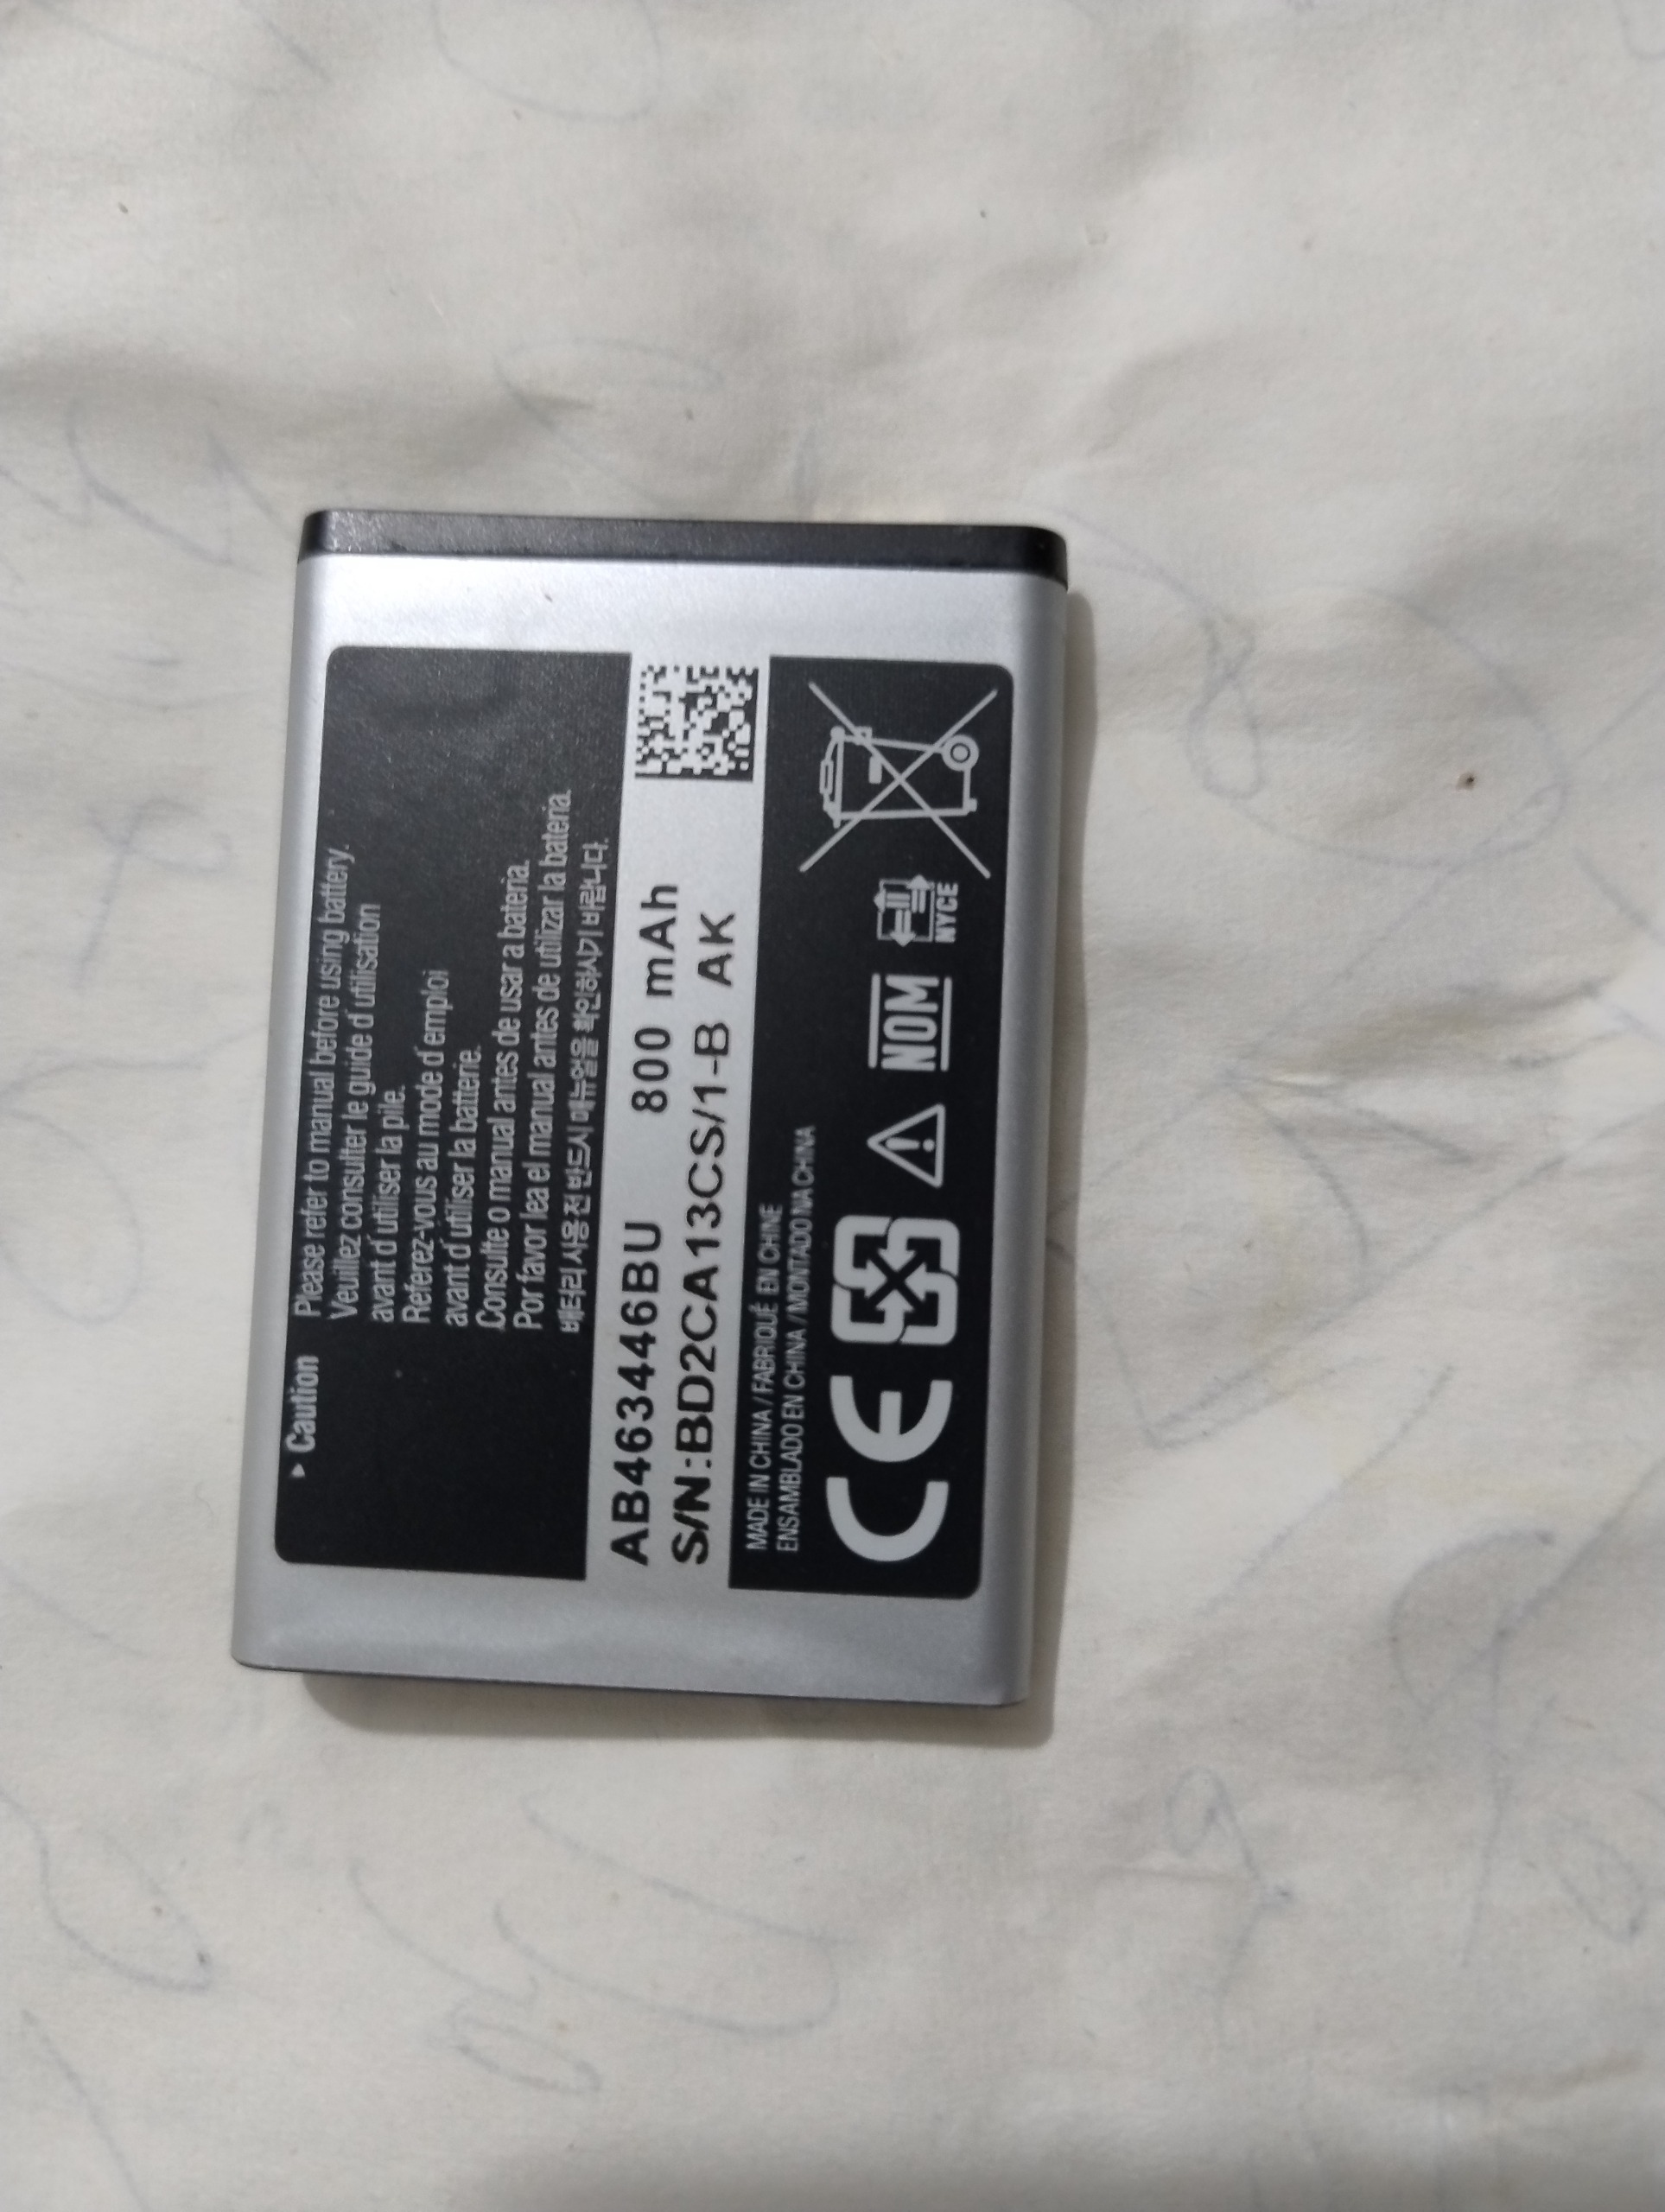 ▸ Caution Please refer to manual before using battery.
Veuillez consulter le guide d'utilisation
avant d'utiliser la pile.
Referez-vous au mode d'emploi
avant d'utiliser la batterie.
Consulte o manual antes de usar a bateria.
Por favor lea el manual antes de utilizar la bateria.
배터리 사용전 반드시 매뉴얼을 확인하시기 바랍니다.
AB463446BU 800 mAh
S/N:BD2CA13CS/1-B AK
MADE IN CHINA / FABRIQUÉ EN CHINE
ENSAMBLADO EN CHINA / MONTADO NA CHINA
CE NOM NYCE